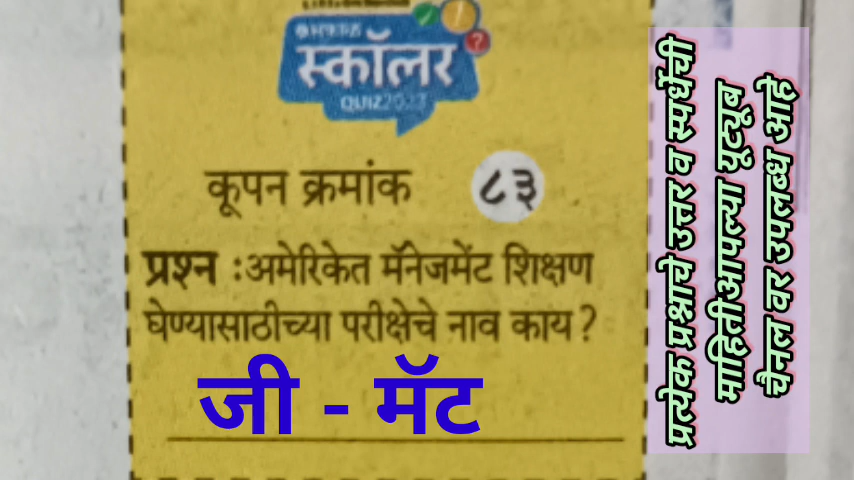 स्कॉलर
QUIZ2023
कूपन क्रमांक ८३
प्रश्न :अमेरिकेत मॅनेजमेंट शिक्षण
घेण्यासाठीच्या परीक्षेचे नाव काय?
जी - मॅट
प्रत्येक प्रश्नाचे उत्तर व स्पर्धेची
माहितीआपल्या यूट्यूब
चैनल वर उपलब्ध आहे